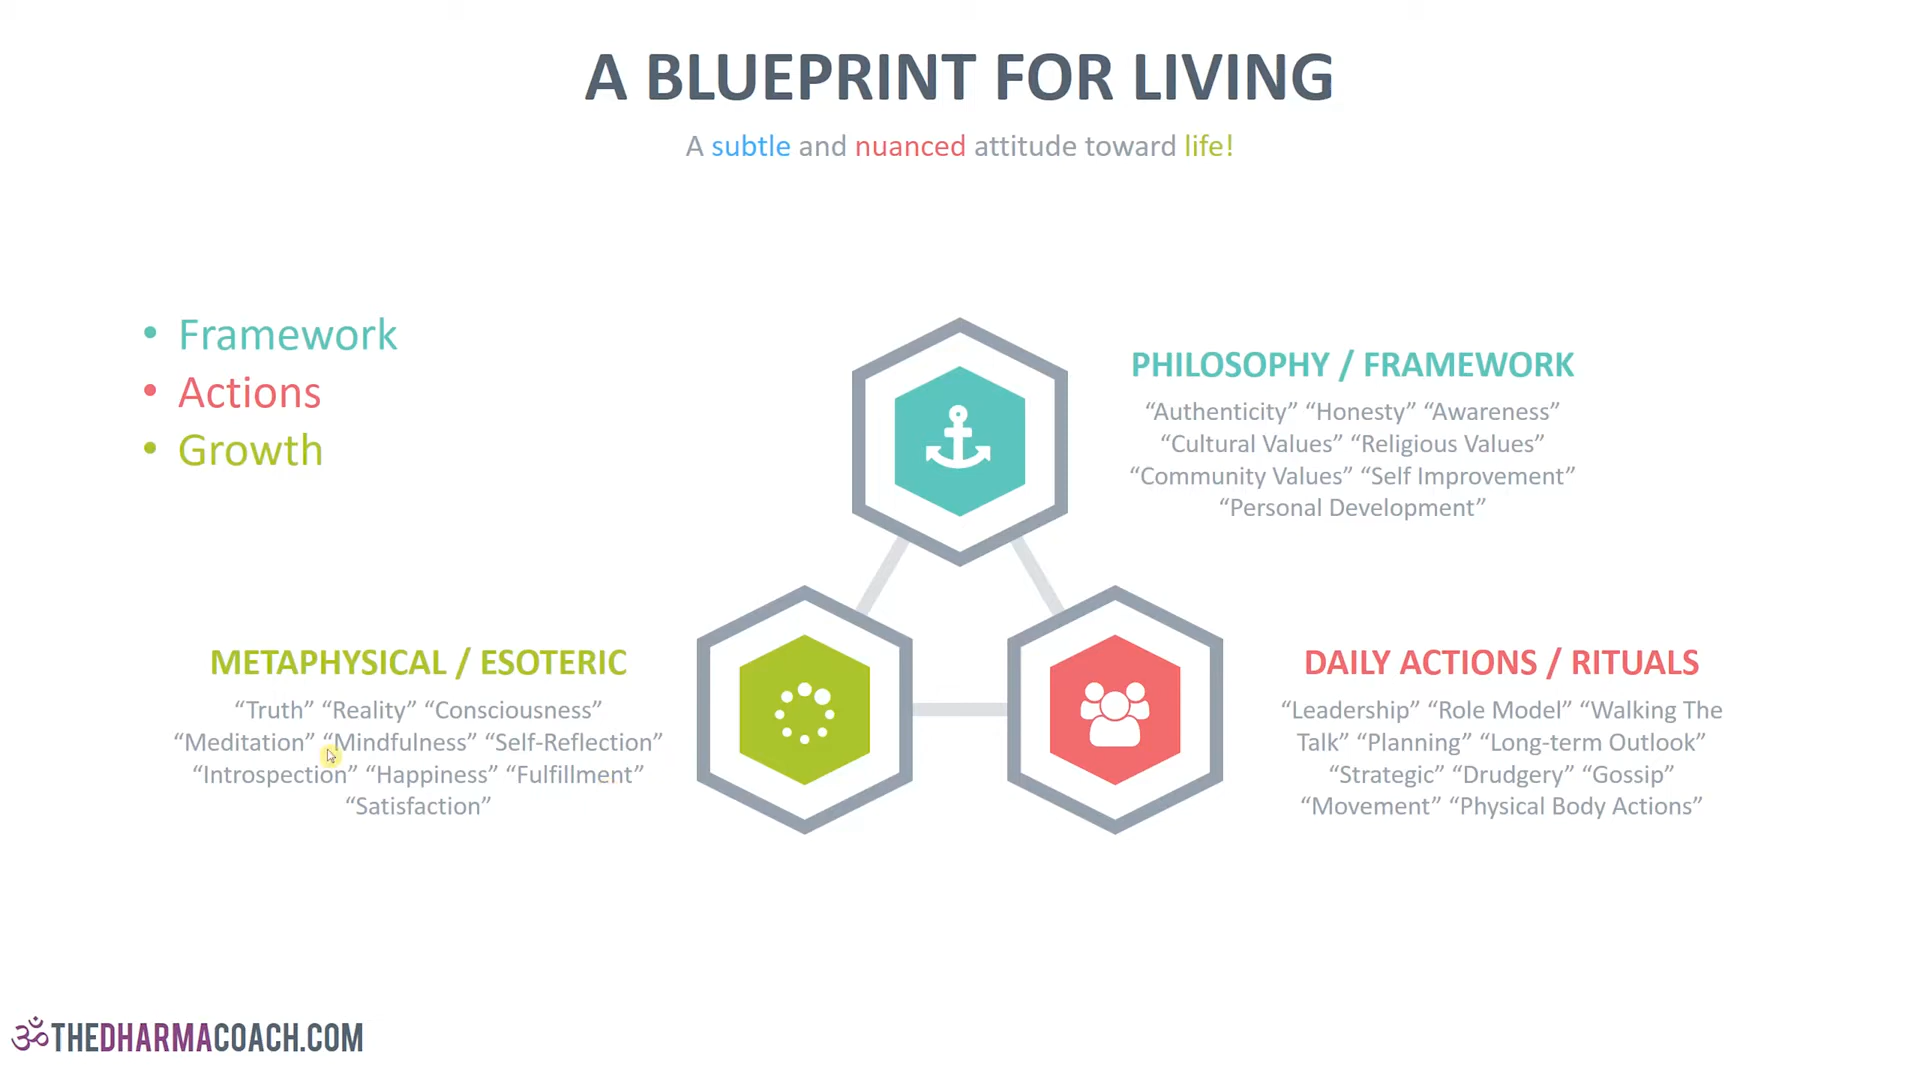 A BLUEPRINT FOR LIVING
A subtle and nuanced attitude toward life!
• Framework
• Actions
• Growth
PHILOSOPHY / FRAMEWORK
“Authenticity” “Honesty” “Awareness”
“Cultural Values” “Religious Values”
“Community Values” “Self Improvement”
“Personal Development”
METAPHYSICAL / ESOTERIC
“Truth” “Reality” “Consciousness”
“Meditation” “Mindfulness” “Self-Reflection”
“Introspection” “Happiness” “Fulfillment”
“Satisfaction”
DAILY ACTIONS / RITUALS
“Leadership” “Role Model” “Walking The
Talk” “Planning” “Long-term Outlook”
“Strategic” “Drudgery” “Gossip”
“Movement” “Physical Body Actions”
ॐ THEDHARMACOACH.COM